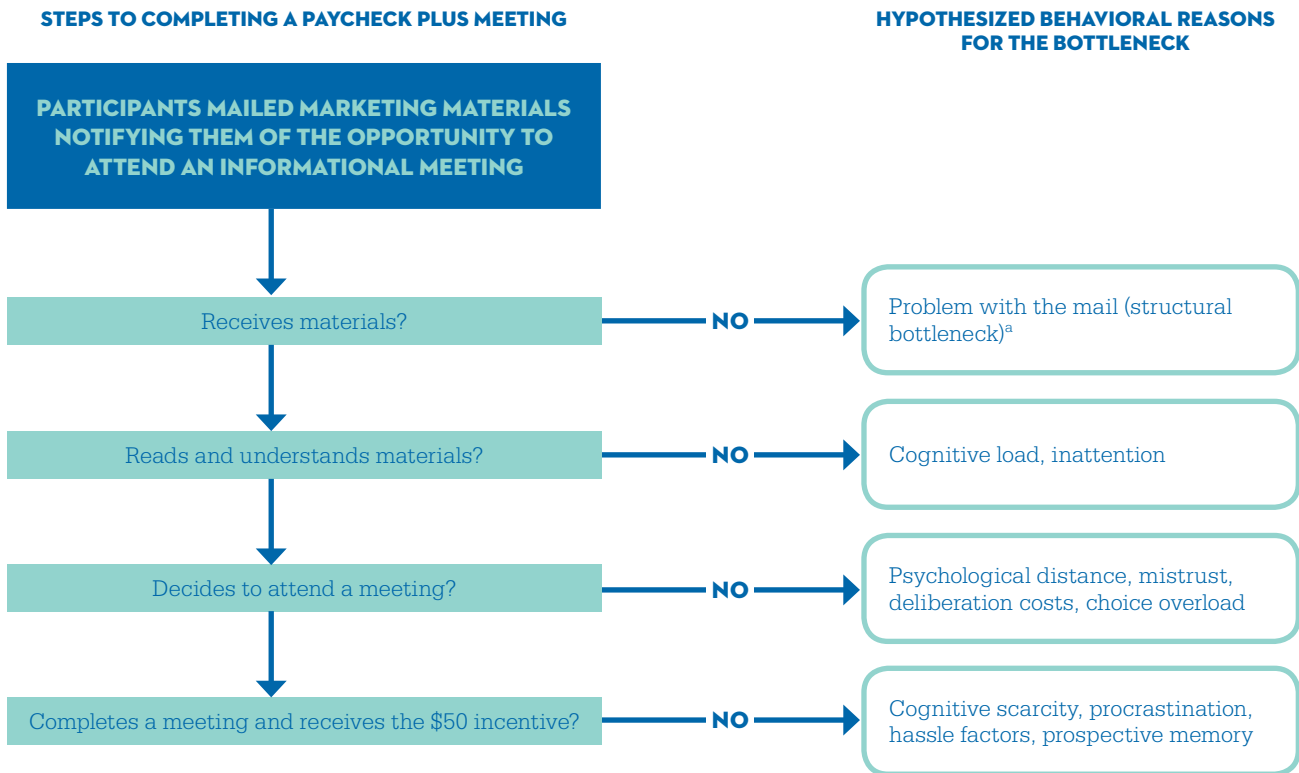 STEPS TO COMPLETING A PAYCHECK PLUS MEETING
HYPOTHESIZED BEHAVIORAL REASONS
FOR THE BOTTLENECK
PARTICIPANTS MAILED MARKETING MATERIALS
NOTIFYING THEM OF THE OPPORTUNITY TO
ATTEND AN INFORMATIONAL MEETING
Receives materials?
NO
Problem with the mail (structural
bottleneck)ᵃ
Reads and understands materials?
NO
Cognitive load, inattention
Decides to attend a meeting?
NO
Psychological distance, mistrust,
deliberation costs, choice overload
Completes a meeting and receives the $50 incentive?
NO
Cognitive scarcity, procrastination,
hassle factors, prospective memory